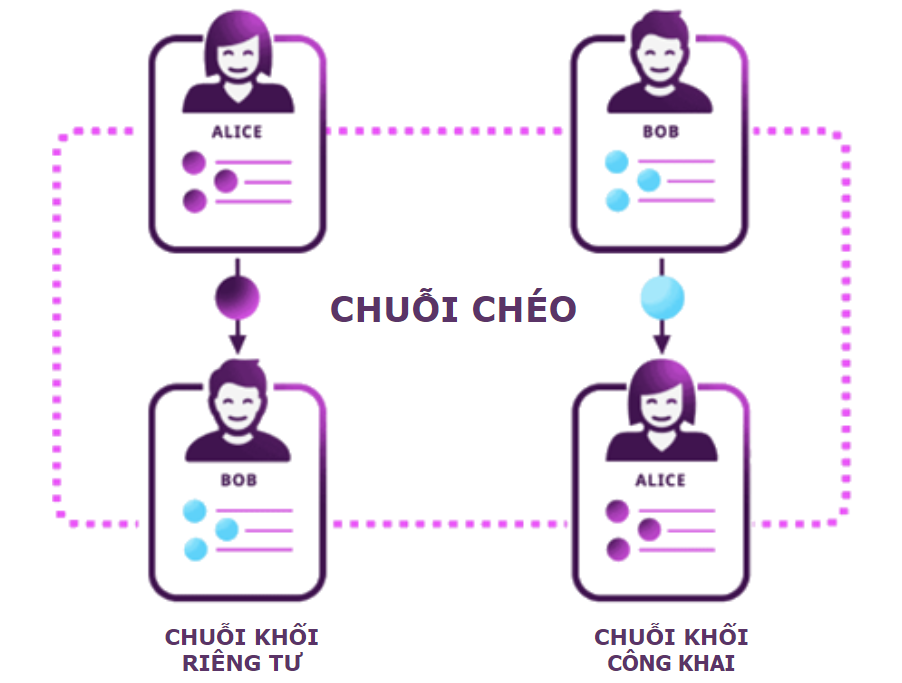 ALICE
BOB
CHUỖI CHÉO
BOB
ALICE
CHUỖI KHỐI
RIÊNG TƯ
CHUỖI KHỐI
CÔNG KHAI